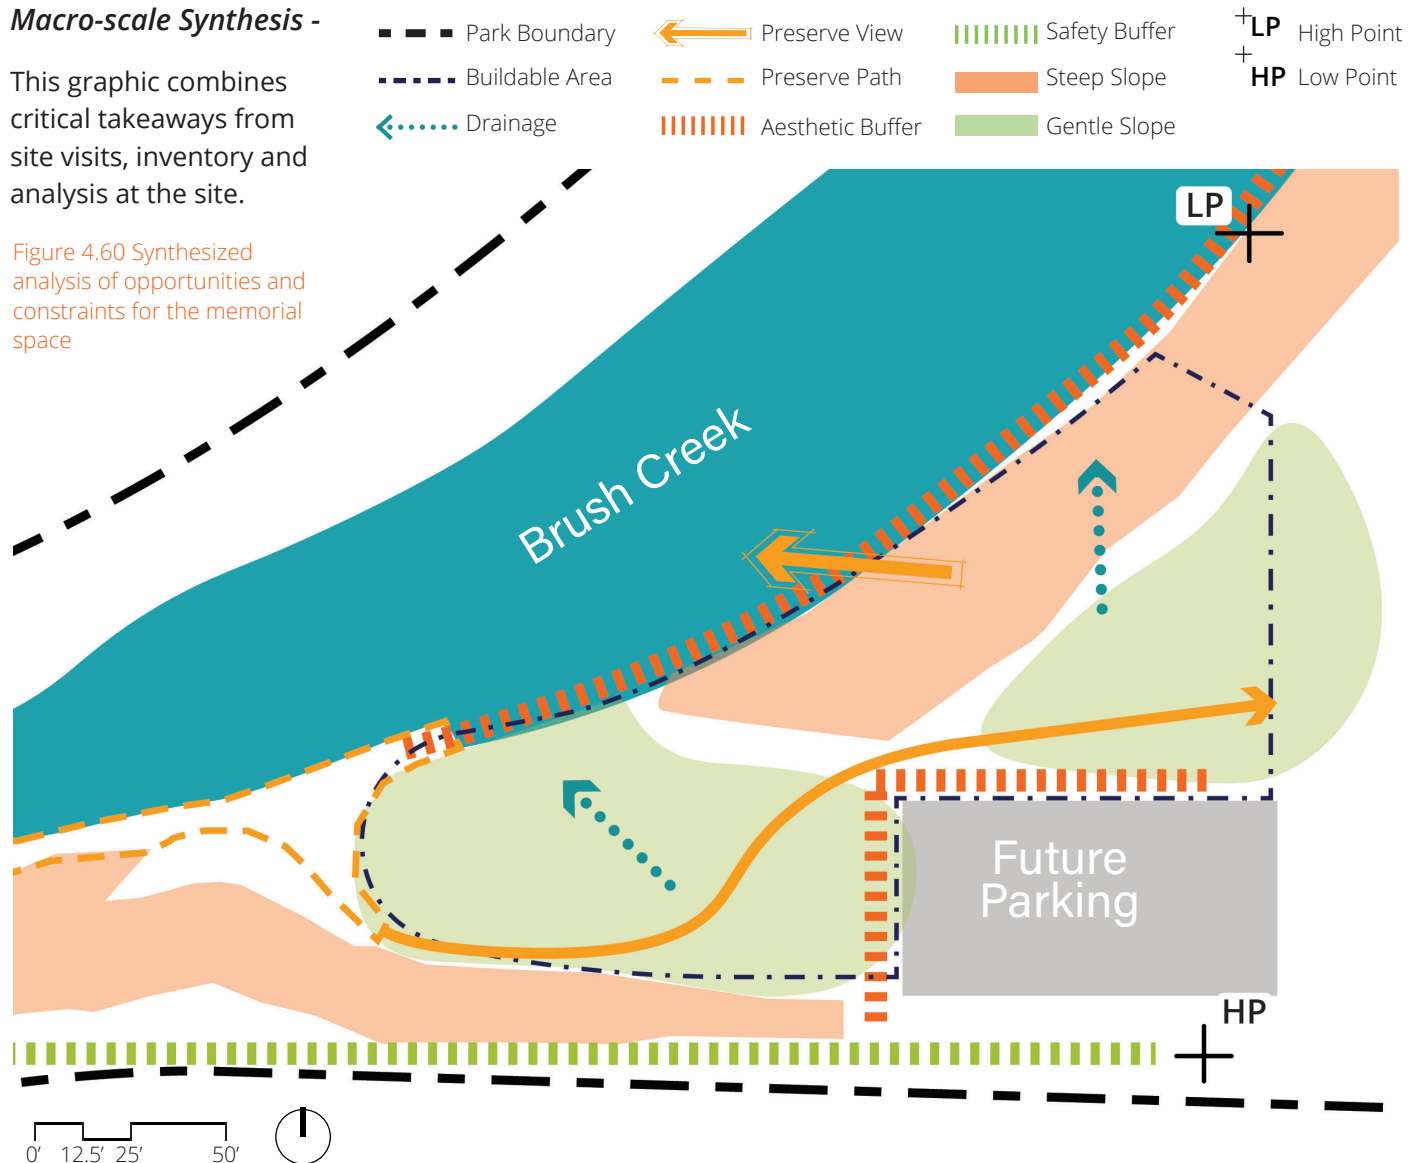 Macro-scale Synthesis -
This graphic combines
critical takeaways from
site visits, inventory and
analysis at the site.
Figure 4.60 Synthesized
analysis of opportunities and
constraints for the memorial
space
Park Boundary
Buildable Area
Drainage
Preserve View
Preserve Path
Aesthetic Buffer
Safety Buffer
Steep Slope
Gentle Slope
LP High Point
HP Low Point
LP
Brush Creek
Future
Parking
HP
0' 12.5' 25' 50'